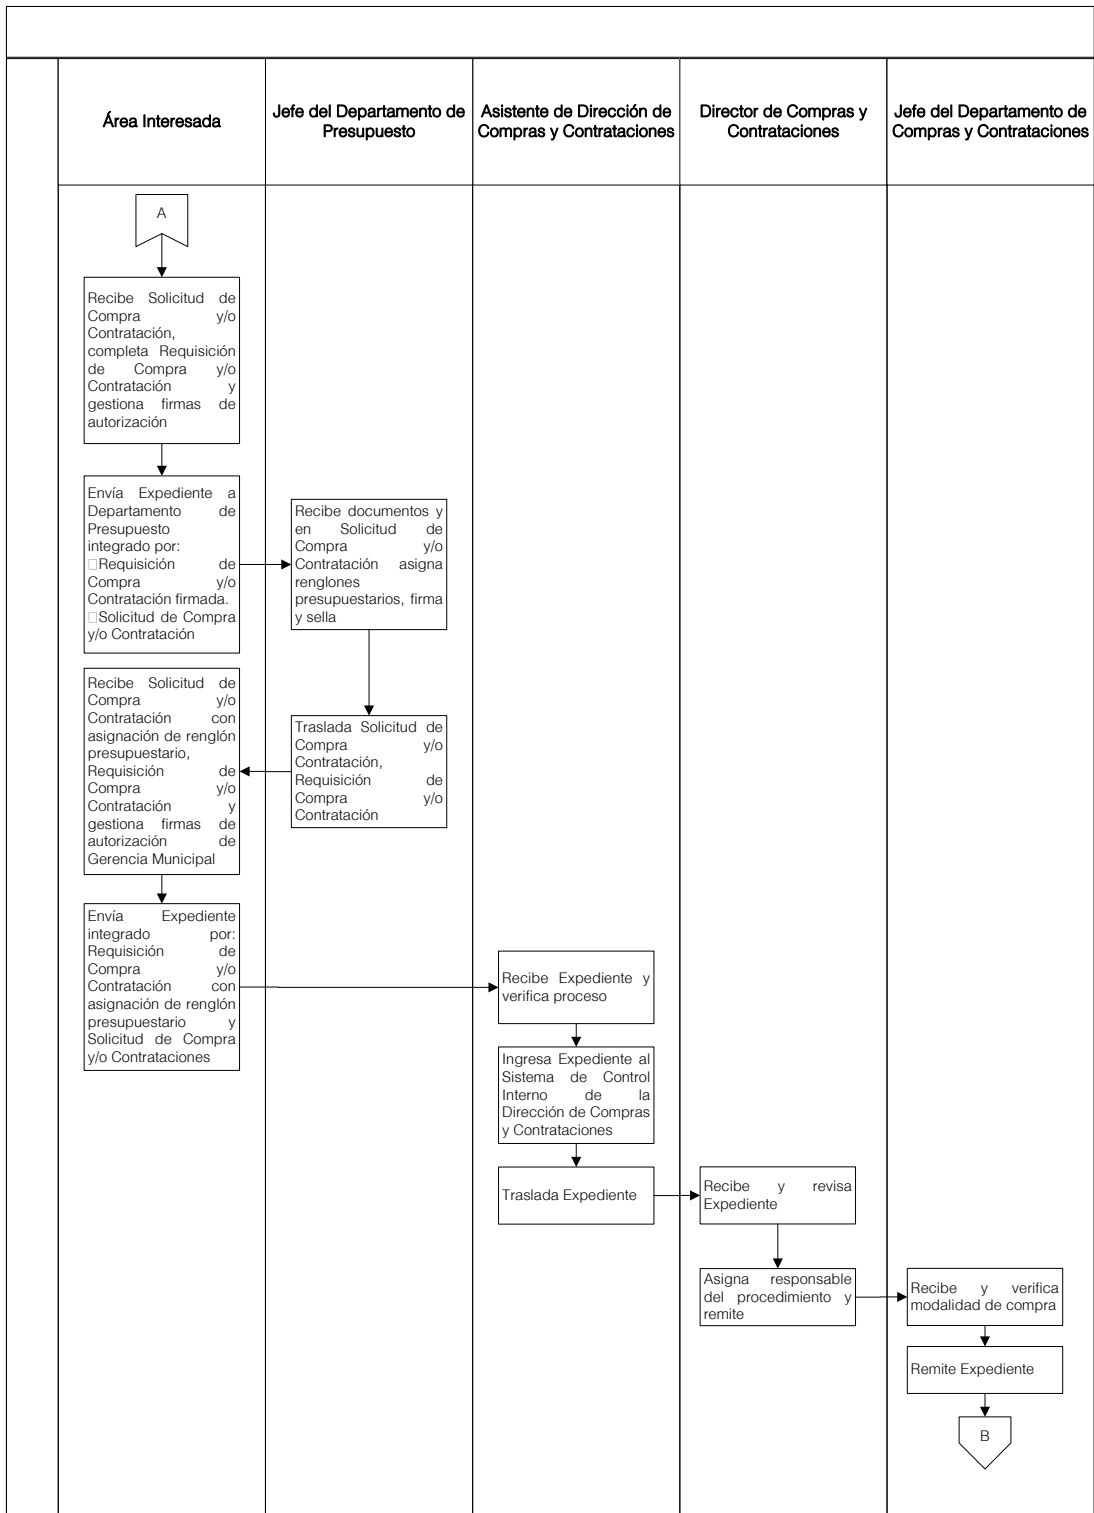 Área Interesada
Jefe del Departamento de
Presupuesto
Asistente de Dirección de
Compras y Contrataciones
Director de Compras y
Contrataciones
Jefe del Departamento de
Compras y Contrataciones
A
Recibe Solicitud de
Compra y/o
Contratación,
completa Requisición
de Compra y/o
Contratación y
gestiona firmas de
autorización
Envía Expediente a
Departamento de
Presupuesto
integrado por:
Requisición de
Compra y/o
Contratación firmada.
Solicitud de Compra
y/o Contratación
Recibe documentos y
en Solicitud de
Compra y/o
Contratación asigna
renglones
presupuestarios, firma
y sella
Traslada Solicitud de
Compra y/o
Contratación,
Requisición de
Compra y/o
Contratación
Recibe Solicitud de
Compra y/o
Contratación con
asignación de renglón
presupuestario,
Requisición de
Compra y/o
Contratación y
gestiona firmas de
autorización de
Gerencia Municipal
Envía Expediente
integrado por:
Requisición de
Compra y/o
Contratación con
asignación de renglón
presupuestario y
Solicitud de Compra
y/o Contrataciones
Recibe Expediente y
verifica proceso
Ingresa Expediente al
Sistema de Control
Interno de la
Dirección de Compras
y Contrataciones
Traslada Expediente
Recibe y revisa
Expediente
Asigna responsable
del procedimiento y
remite
Recibe y verifica
modalidad de compra
Remite Expediente
B